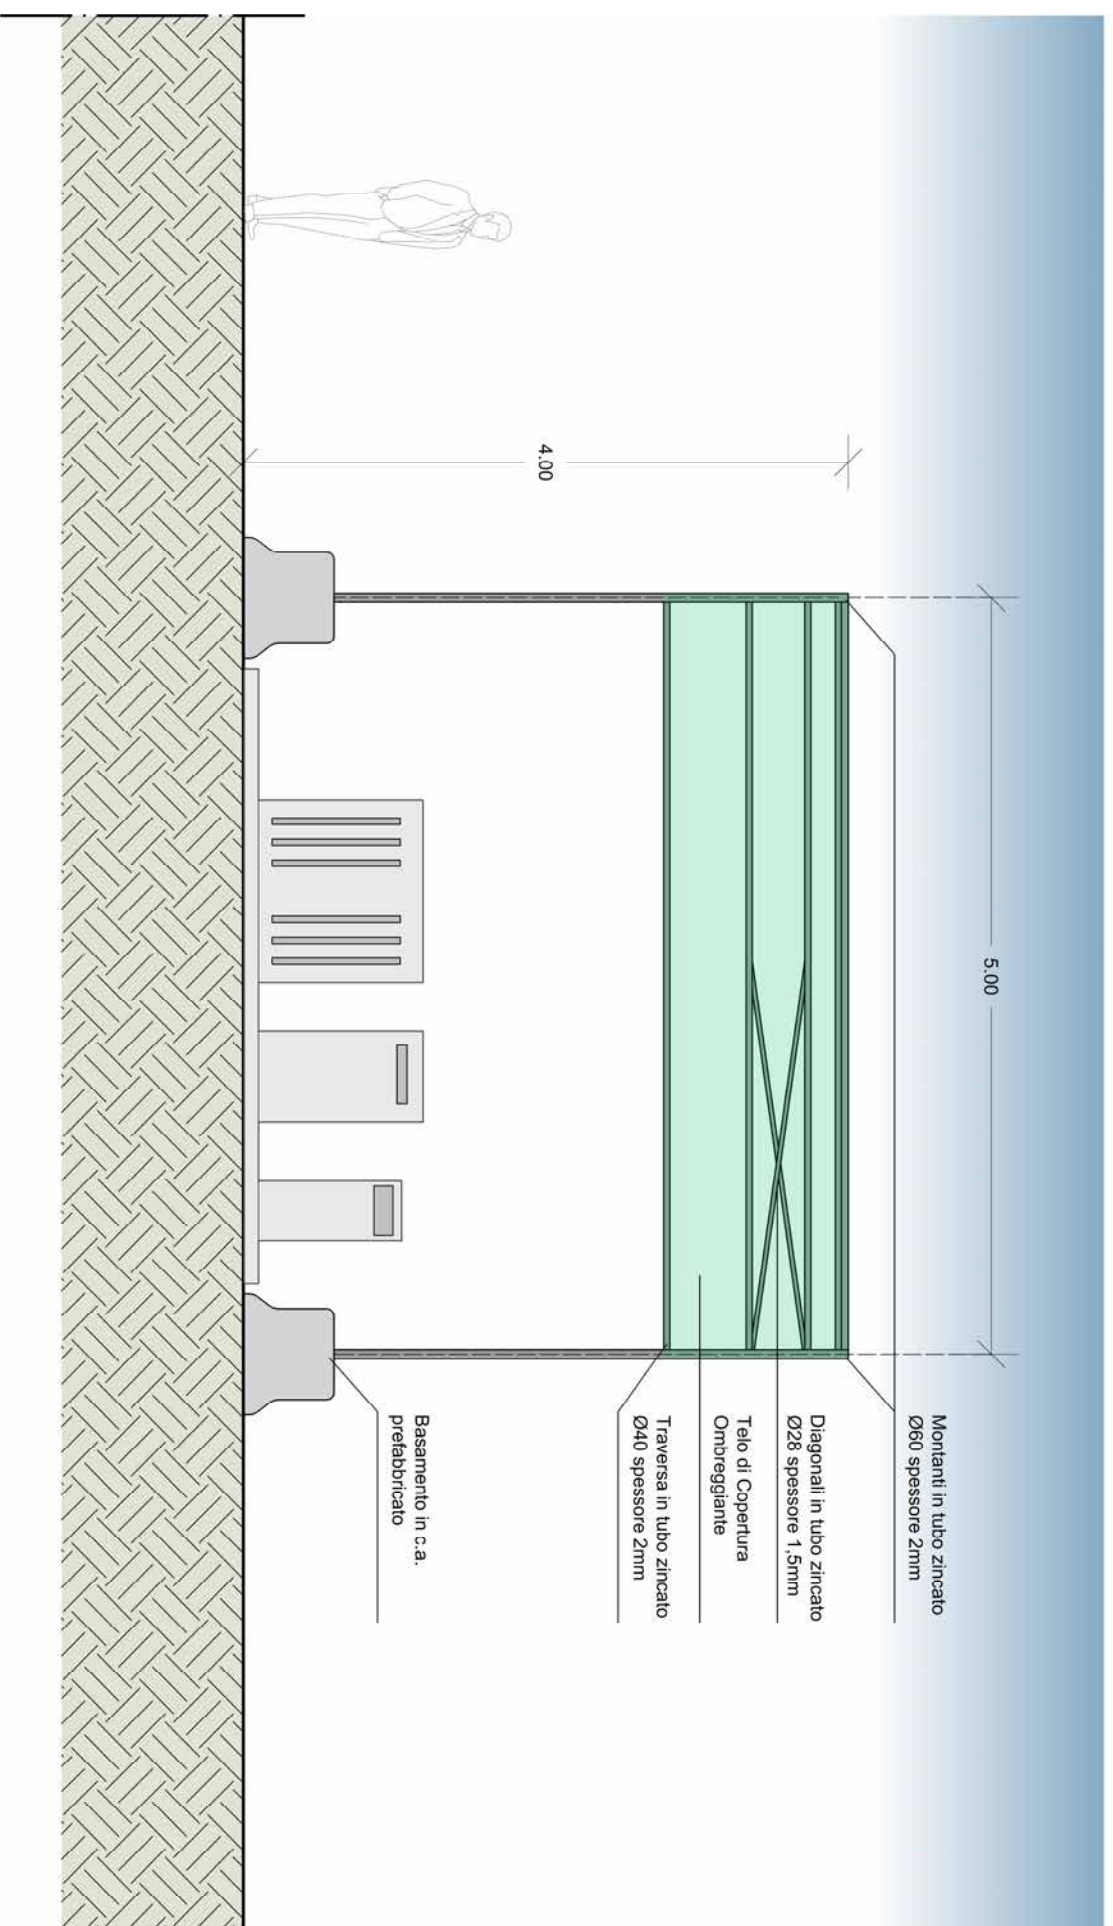 5.00
4.00
Montanti in tubo zincato
Ø60 spessore 2mm
Diagonali in tubo zincato
Ø28 spessore 1,5mm
Telo di Copertura
Ombreggiante
Traversa in tubo zincato
Ø40 spessore 2mm
Basamento in c.a.
prefabbricato